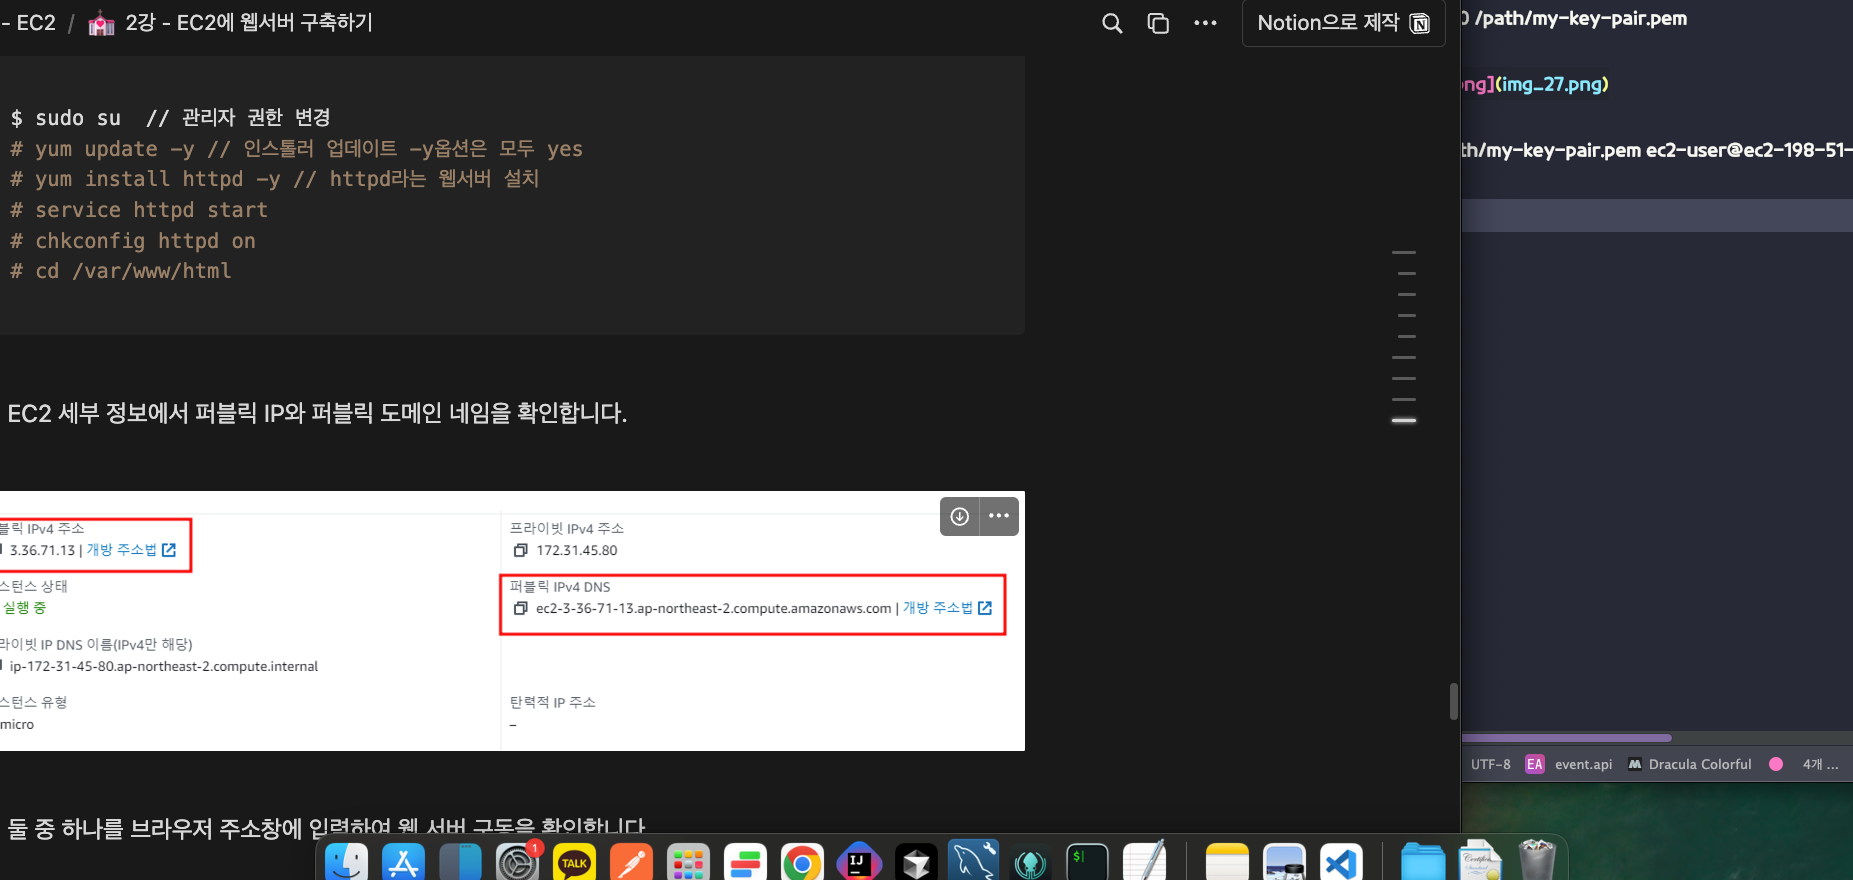 - EC2 / 2강 - EC2에 웹서버 구축하기
Notion으로 제작
$ sudo su  // 관리자 권한 변경
# yum update -y // 인스톨러 업데이트 -y옵션은 모두 yes
# yum install httpd -y // httpd라는 웹서버 설치
# service httpd start
# chkconfig httpd on
# cd /var/www/html
EC2 세부 정보에서 퍼블릭 IP와 퍼블릭 도메인 네임을 확인합니다.
블릭 IPv4 주소
3.36.71.13 | 개방 주소법
프라이빗 IPv4 주소
172.31.45.80
스턴스 상태
실행 중
퍼블릭 IPv4 DNS
ec2-3-36-71-13.ap-northeast-2.compute.amazonaws.com | 개방 주소법
라이빗 IP DNS 이름(IPv4만 해당)
ip-172-31-45-80.ap-northeast-2.compute.internal
스턴스 유형
micro
탄력적 IP 주소
–
둘 중 하나를 브라우저 주소창에 입력하여 웹 서버 구동을 확인합니다
/path/my-key-pair.pem
ng](img_27.png)
th/my-key-pair.pem ec2-user@ec2-198-51-
UTF-8 EA event.api Dracula Colorful 4개 ...
1
TALK
IJ
$